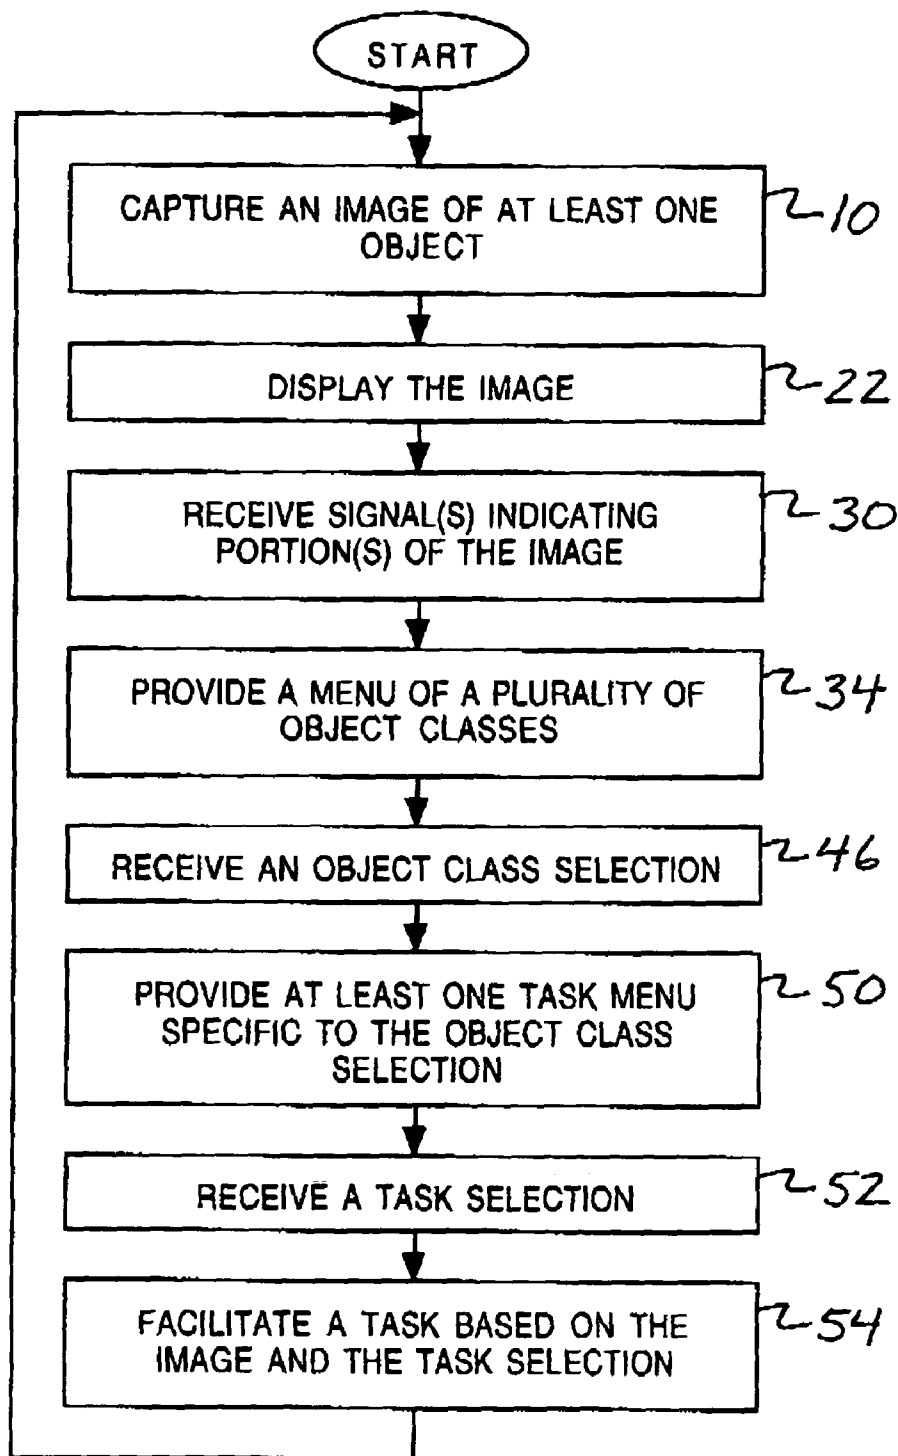 START
CAPTURE AN IMAGE OF AT LEAST ONE
OBJECT
10
DISPLAY THE IMAGE
22
RECEIVE SIGNAL(S) INDICATING
PORTION(S) OF THE IMAGE
30
PROVIDE A MENU OF A PLURALITY OF
OBJECT CLASSES
34
RECEIVE AN OBJECT CLASS SELECTION
46
PROVIDE AT LEAST ONE TASK MENU
SPECIFIC TO THE OBJECT CLASS
SELECTION
50
RECEIVE A TASK SELECTION
52
FACILITATE A TASK BASED ON THE
IMAGE AND THE TASK SELECTION
54